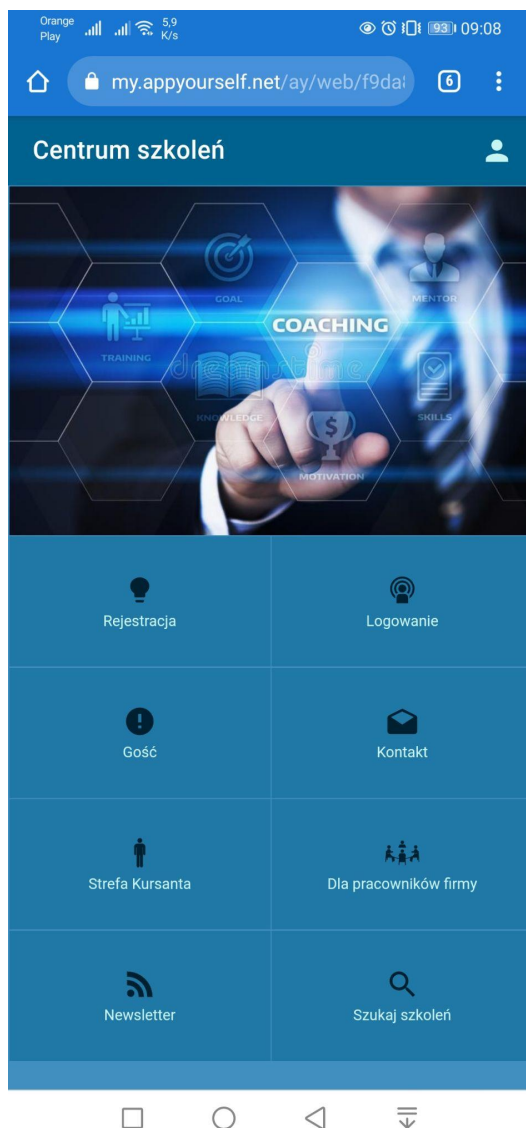 Orange
Play
5,9
K/s
93
09:08
my.appyourself.net/ay/web/f9da
6
Centrum szkoleń
GOAL
MENTOR
COACHING
TRAINING
dreamstime
KNOWLEDGE
SKILLS
$
MOTIVATION
Rejestracja
Logowanie
Gość
Kontakt
Strefa Kursanta
Dla pracowników firmy
Newsletter
Szukaj szkoleń